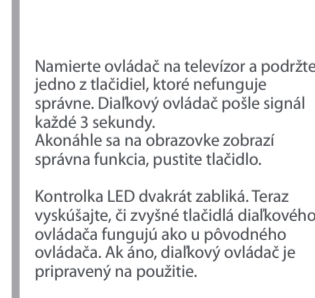 Namierte ovládač na televízor a podržte
jedno z tlačidiel, ktoré nefunguje
správne. Diaľkový ovládač pošle signál
každé 3 sekundy.
Akonáhle sa na obrazovke zobrazí
správna funkcia, pustite tlačidlo.

Kontrolka LED dvakrát zabliká. Teraz
vyskúšajte, či zvyšné tlačidlá diaľkového
ovládača fungujú ako u pôvodného
ovládača. Ak áno, diaľkový ovládač je
pripravený na použitie.